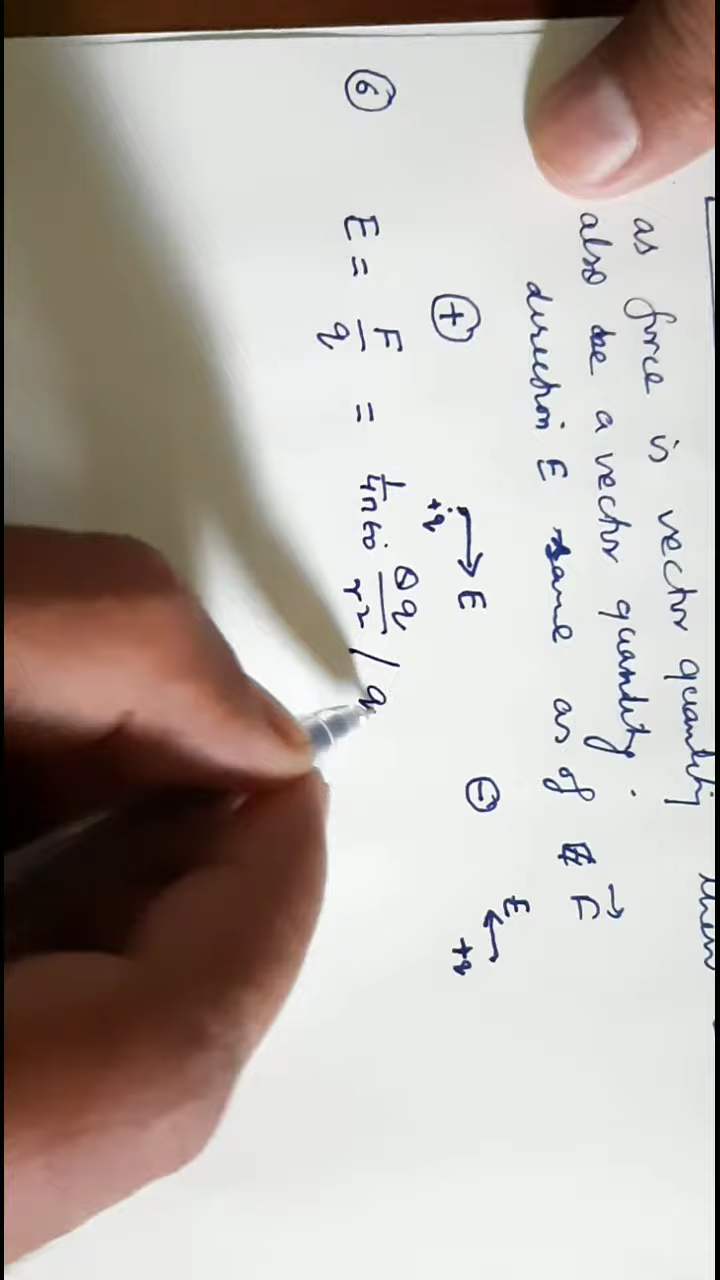 then
as force is vector quantity
also be a vector quantity.
direction E same as of F
+ +q E - E +q
6 E = F/q = 1/4πε0 Qq/r2 / q